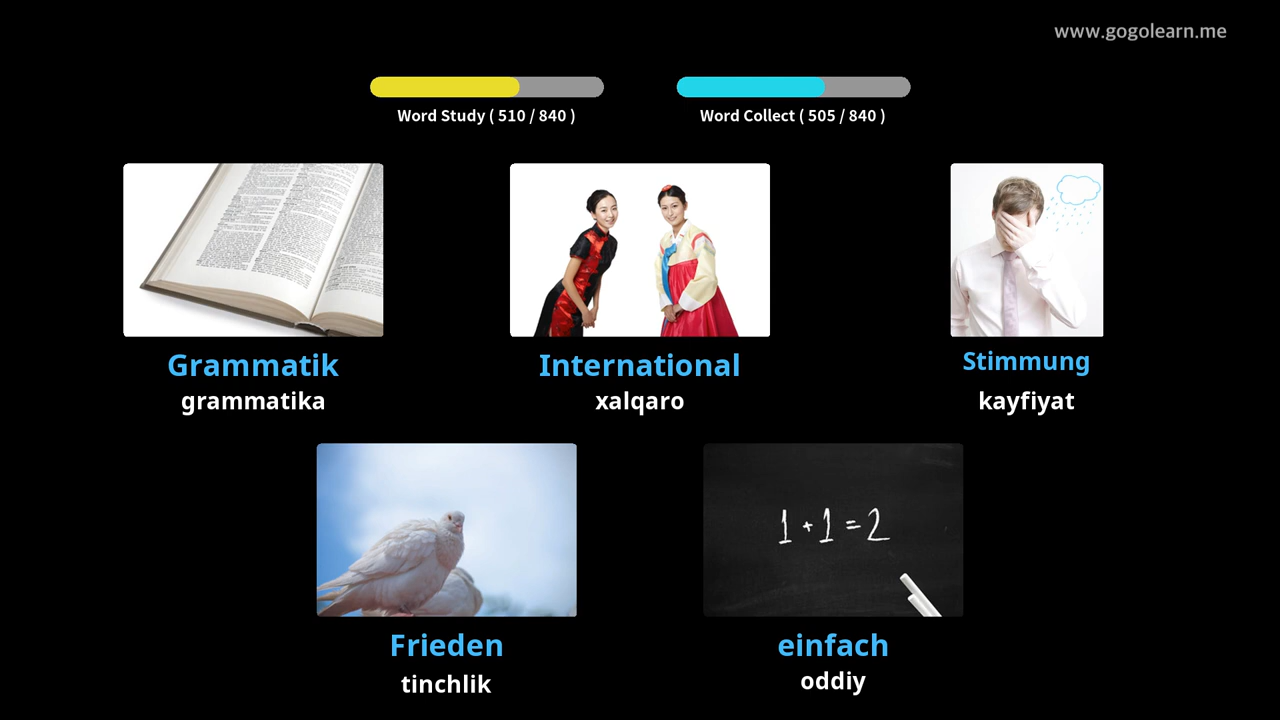 www.gogolearn.me
Word Study ( 510 / 840 )
Word Collect ( 505 / 840 )
Grammatik
grammatika
International
xalqaro
Stimmung
kayfiyat
1 + 1 = 2
Frieden
tinchlik
einfach
oddiy